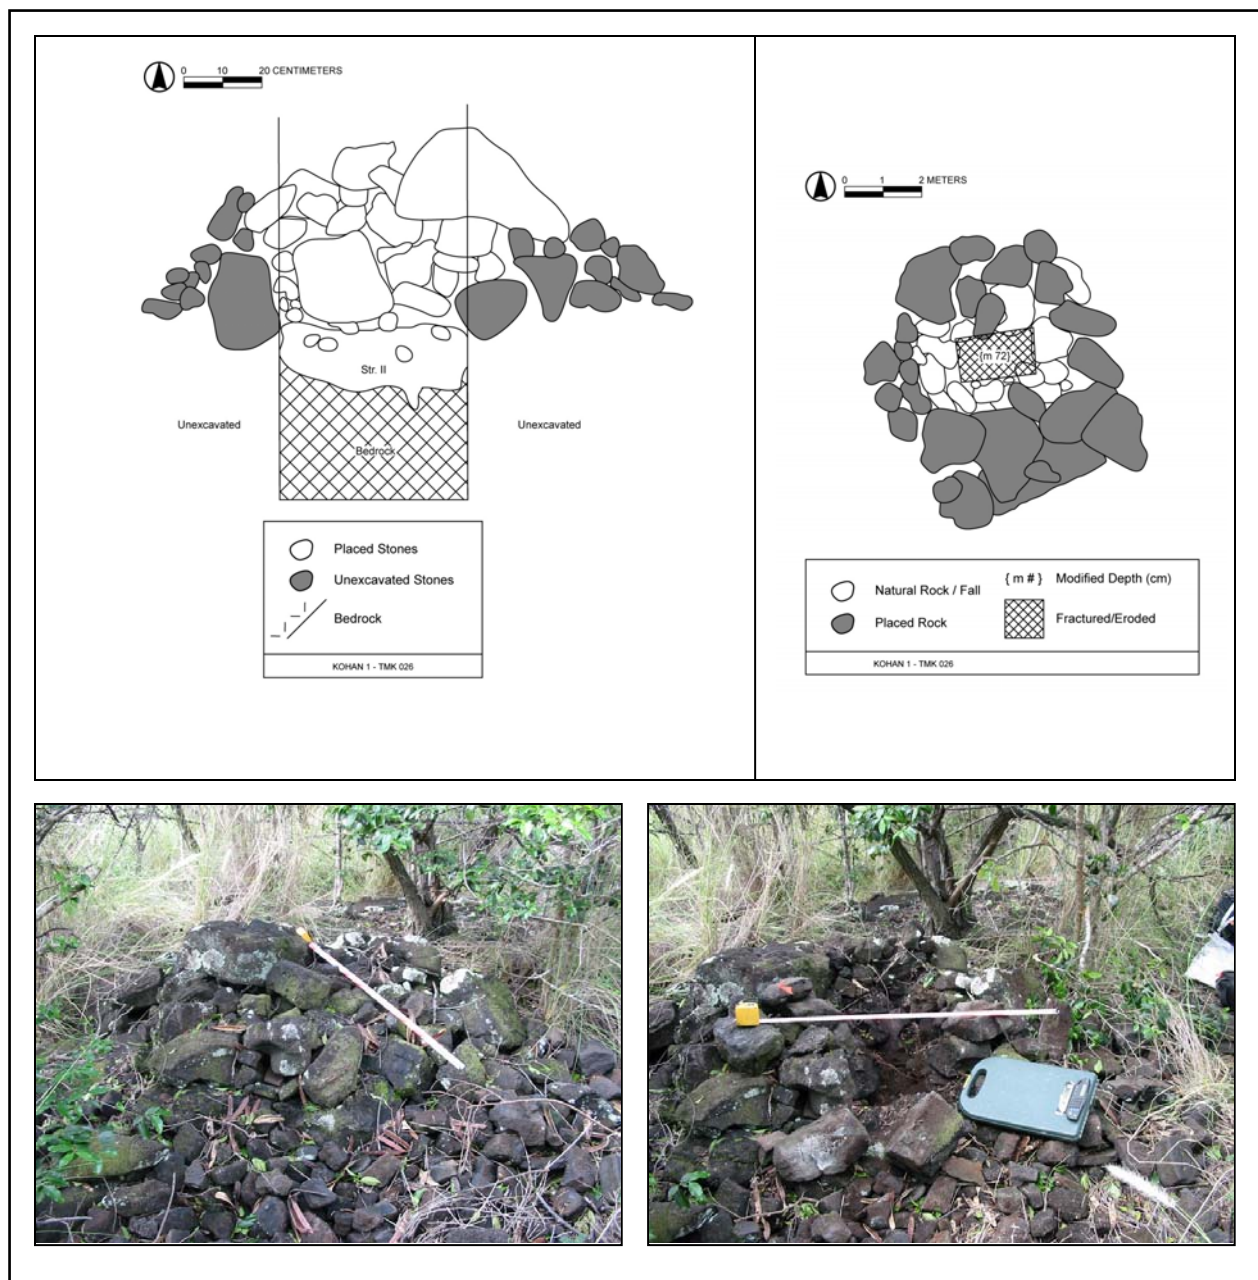 0 10 20 CENTIMETERS
Str. II
Unexcavated
Unexcavated
Bedrock
Placed Stones
Unexcavated Stones
Bedrock
KOHAN 1 - TMK 026
0 1 2 METERS
{m 72}
Natural Rock / Fall
{ m # } Modified Depth (cm)
Placed Rock
Fractured/Eroded
KOHAN 1 - TMK 026